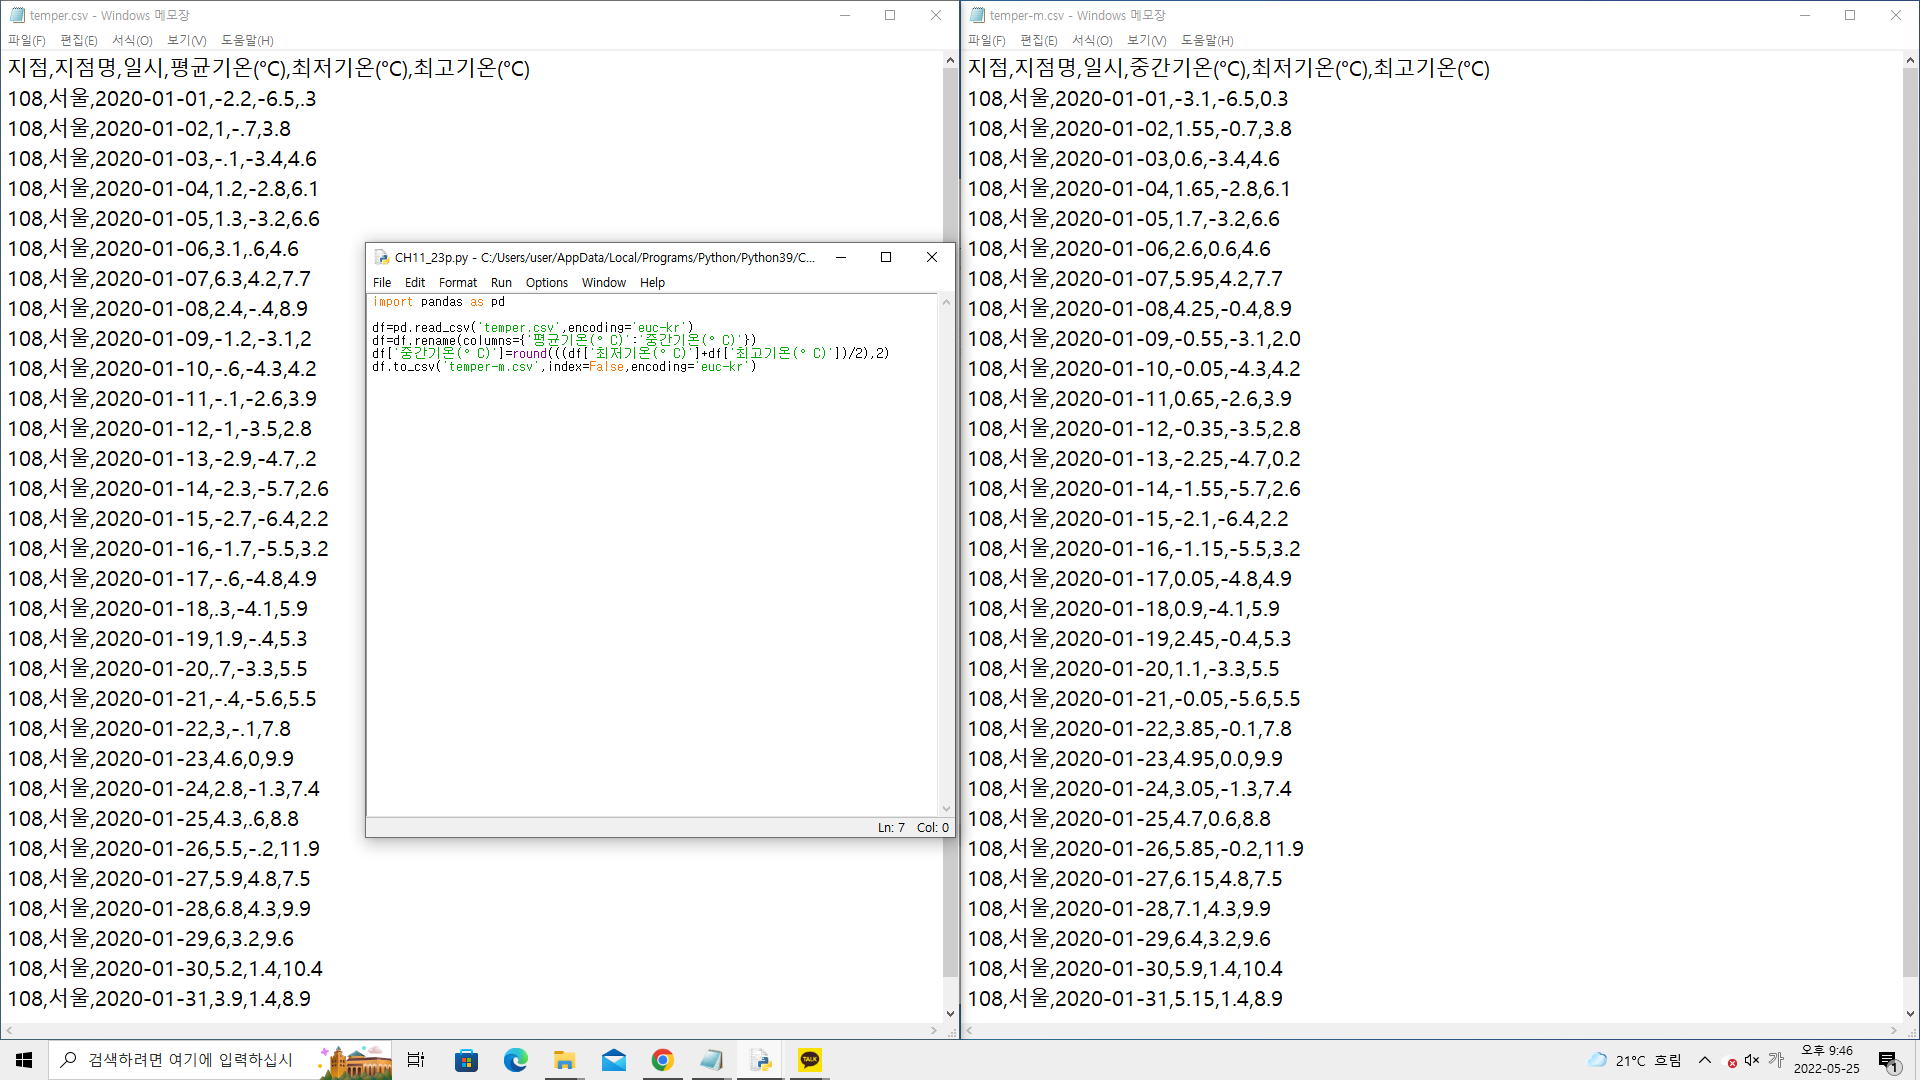 temper.csv - Windows 메모장
파일(F) 편집(E) 서식(O) 보기(V) 도움말(H)
지점,지점명,일시,평균기온(°C),최저기온(°C),최고기온(°C)
108,서울,2020-01-01,-2.2,-6.5,.3
108,서울,2020-01-02,1,-.7,3.8
108,서울,2020-01-03,-.1,-3.4,4.6
108,서울,2020-01-04,1.2,-2.8,6.1
108,서울,2020-01-05,1.3,-3.2,6.6
108,서울,2020-01-06,3.1,.6,4.6
108,서울,2020-01-07,6.3,4.2,7.7
108,서울,2020-01-08,2.4,-.4,8.9
108,서울,2020-01-09,-1.2,-3.1,2
108,서울,2020-01-10,-.6,-4.3,4.2
108,서울,2020-01-11,-.1,-2.6,3.9
108,서울,2020-01-12,-1,-3.5,2.8
108,서울,2020-01-13,-2.9,-4.7,.2
108,서울,2020-01-14,-2.3,-5.7,2.6
108,서울,2020-01-15,-2.7,-6.4,2.2
108,서울,2020-01-16,-1.7,-5.5,3.2
108,서울,2020-01-17,-.6,-4.8,4.9
108,서울,2020-01-18,.3,-4.1,5.9
108,서울,2020-01-19,1.9,-.4,5.3
108,서울,2020-01-20,.7,-3.3,5.5
108,서울,2020-01-21,-.4,-5.6,5.5
108,서울,2020-01-22,3,-.1,7.8
108,서울,2020-01-23,4.6,0,9.9
108,서울,2020-01-24,2.8,-1.3,7.4
108,서울,2020-01-25,4.3,.6,8.8
108,서울,2020-01-26,5.5,-.2,11.9
108,서울,2020-01-27,5.9,4.8,7.5
108,서울,2020-01-28,6.8,4.3,9.9
108,서울,2020-01-29,6,3.2,9.6
108,서울,2020-01-30,5.2,1.4,10.4
108,서울,2020-01-31,3.9,1.4,8.9
CH11_23p.py - C:/Users/user/AppData/Local/Programs/Python/Python39/C...
File Edit Format Run Options Window Help
import pandas as pd
df=pd.read_csv('temper.csv',encoding='euc-kr')
df=df.rename(columns={'평균기온(° C)':'중간기온(° C)'})
df['중간기온(° C)']=round(((df['최저기온(° C)']+df['최고기온(° C)'])/2),2)
df.to_csv('temper-m.csv',index=False,encoding='euc-kr')
Ln: 7 Col: 0
temper-m.csv - Windows 메모장
파일(F) 편집(E) 서식(O) 보기(V) 도움말(H)
지점,지점명,일시,중간기온(°C),최저기온(°C),최고기온(°C)
108,서울,2020-01-01,-3.1,-6.5,0.3
108,서울,2020-01-02,1.55,-0.7,3.8
108,서울,2020-01-03,0.6,-3.4,4.6
108,서울,2020-01-04,1.65,-2.8,6.1
108,서울,2020-01-05,1.7,-3.2,6.6
108,서울,2020-01-06,2.6,0.6,4.6
108,서울,2020-01-07,5.95,4.2,7.7
108,서울,2020-01-08,4.25,-0.4,8.9
108,서울,2020-01-09,-0.55,-3.1,2.0
108,서울,2020-01-10,-0.05,-4.3,4.2
108,서울,2020-01-11,0.65,-2.6,3.9
108,서울,2020-01-12,-0.35,-3.5,2.8
108,서울,2020-01-13,-2.25,-4.7,0.2
108,서울,2020-01-14,-1.55,-5.7,2.6
108,서울,2020-01-15,-2.1,-6.4,2.2
108,서울,2020-01-16,-1.15,-5.5,3.2
108,서울,2020-01-17,0.05,-4.8,4.9
108,서울,2020-01-18,0.9,-4.1,5.9
108,서울,2020-01-19,2.45,-0.4,5.3
108,서울,2020-01-20,1.1,-3.3,5.5
108,서울,2020-01-21,-0.05,-5.6,5.5
108,서울,2020-01-22,3.85,-0.1,7.8
108,서울,2020-01-23,4.95,0.0,9.9
108,서울,2020-01-24,3.05,-1.3,7.4
108,서울,2020-01-25,4.7,0.6,8.8
108,서울,2020-01-26,5.85,-0.2,11.9
108,서울,2020-01-27,6.15,4.8,7.5
108,서울,2020-01-28,7.1,4.3,9.9
108,서울,2020-01-29,6.4,3.2,9.6
108,서울,2020-01-30,5.9,1.4,10.4
108,서울,2020-01-31,5.15,1.4,8.9
검색하려면 여기에 입력하십시
TALK
21°C 흐림
가
오후 9:46
2022-05-25
1